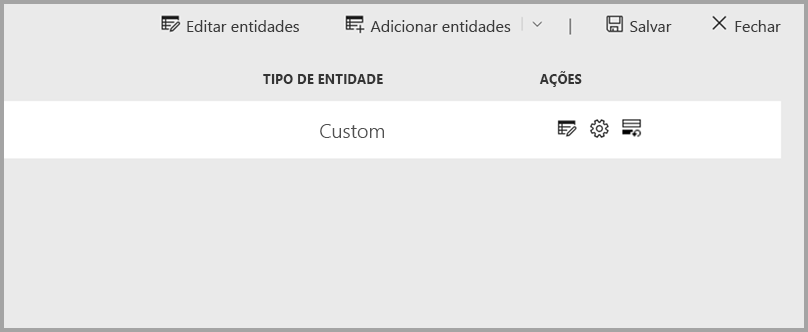 Editar entidades Adicionar entidades | Salvar Fechar
TIPO DE ENTIDADE AÇÕES
Custom